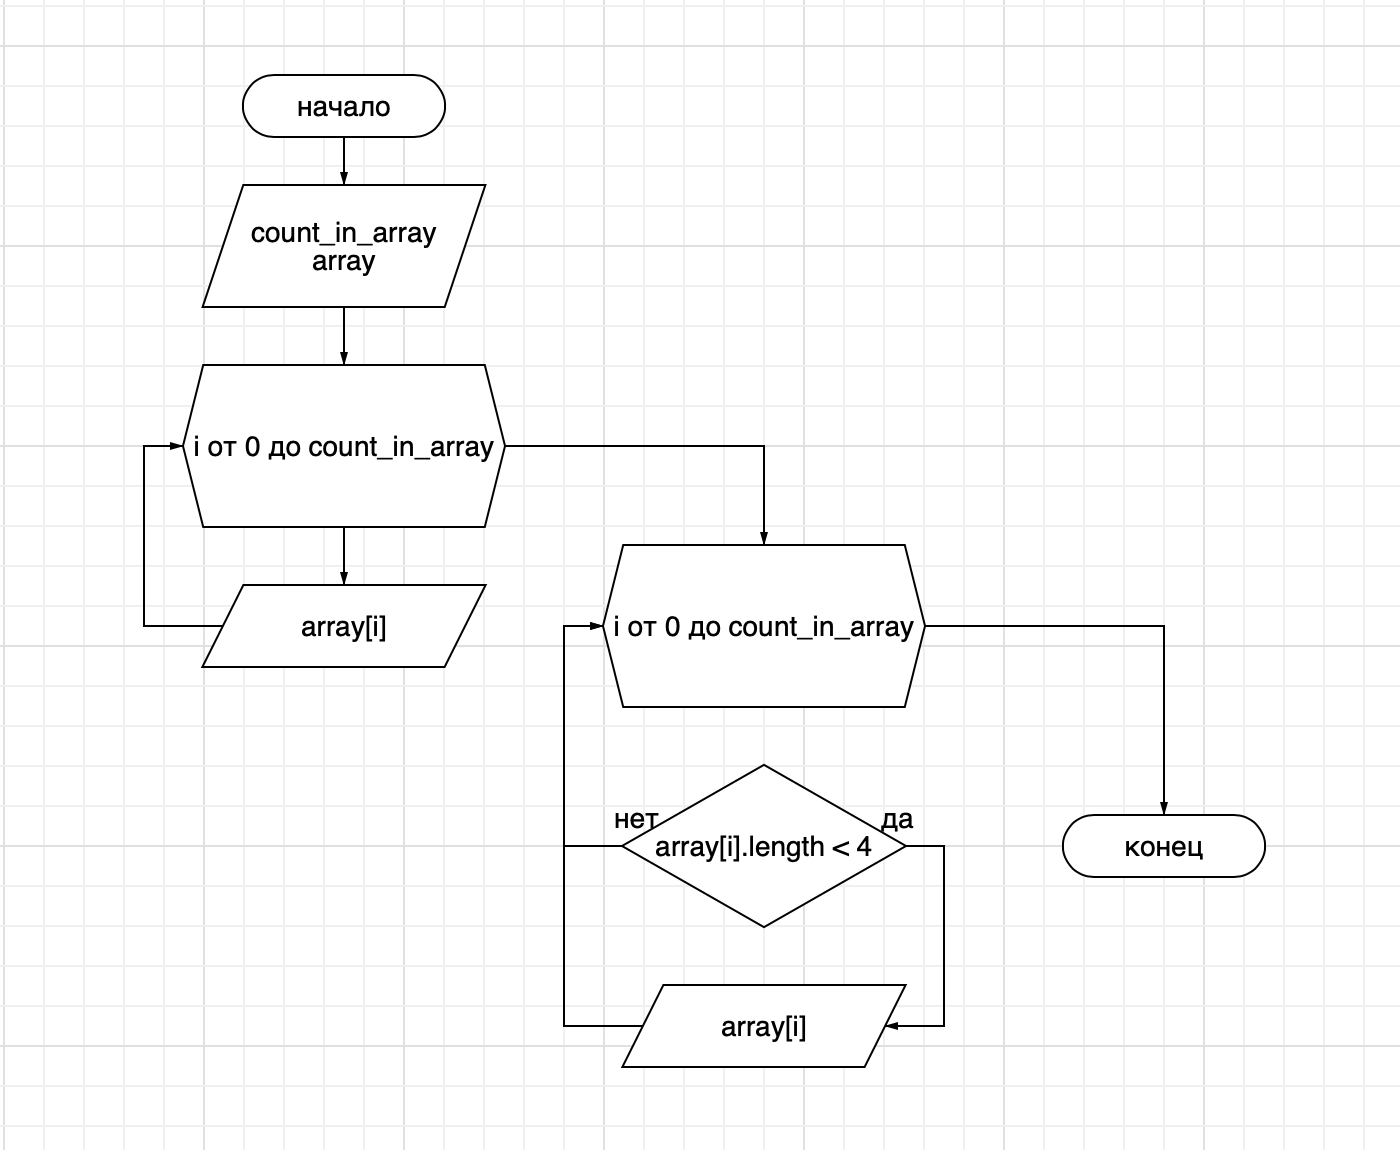 начало
count_in_array
array
i от 0 до count_in_array
array[i]
i от 0 до count_in_array
нет
да
array[i].length < 4
array[i]
конец